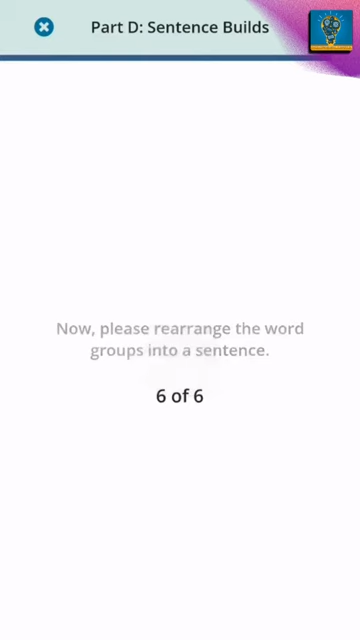 Part D: Sentence Builds
Now, please rearrange the word
groups into a sentence.
6 of 6